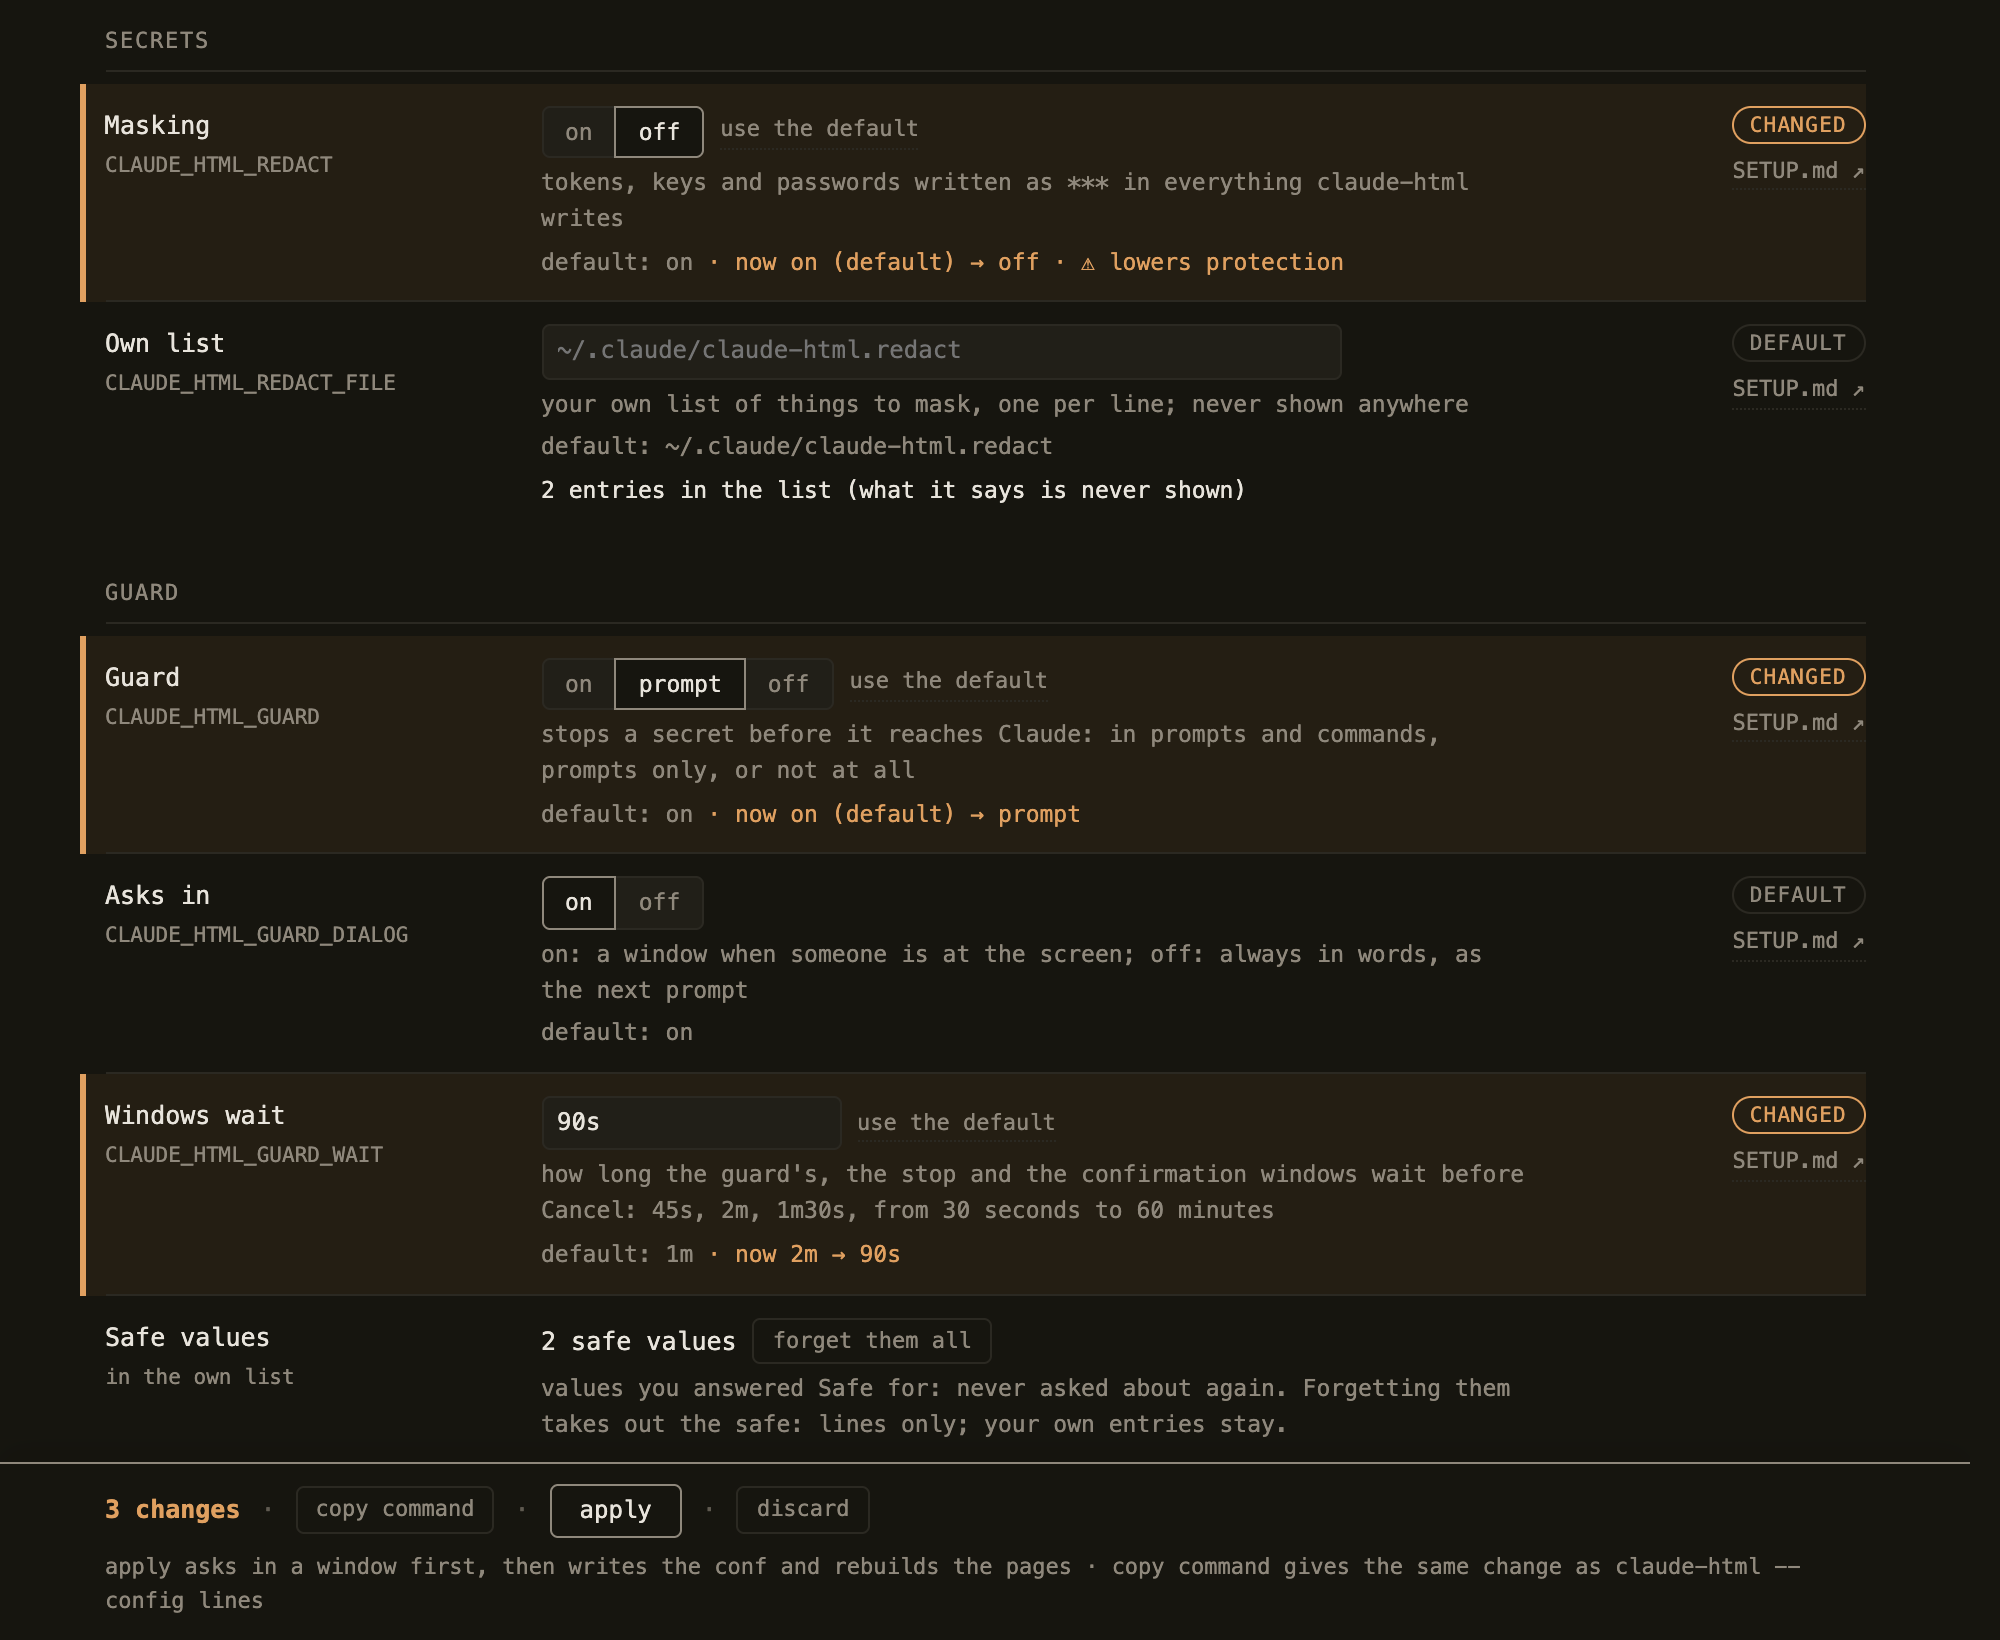 SECRETS
Masking
CLAUDE_HTML_REDACT
on off use the default
tokens, keys and passwords written as *** in everything claude-html
writes
default: on · now on (default) → off · ⚠ lowers protection
CHANGED
SETUP.md ↗
Own list
CLAUDE_HTML_REDACT_FILE
~/.claude/claude-html.redact
your own list of things to mask, one per line; never shown anywhere
default: ~/.claude/claude-html.redact
2 entries in the list (what it says is never shown)
DEFAULT
SETUP.md ↗
GUARD
Guard
CLAUDE_HTML_GUARD
on prompt off use the default
stops a secret before it reaches Claude: in prompts and commands,
prompts only, or not at all
default: on · now on (default) → prompt
CHANGED
SETUP.md ↗
Asks in
CLAUDE_HTML_GUARD_DIALOG
on off
on: a window when someone is at the screen; off: always in words, as
the next prompt
default: on
DEFAULT
SETUP.md ↗
Windows wait
CLAUDE_HTML_GUARD_WAIT
90s use the default
how long the guard's, the stop and the confirmation windows wait before
Cancel: 45s, 2m, 1m30s, from 30 seconds to 60 minutes
default: 1m · now 2m → 90s
CHANGED
SETUP.md ↗
Safe values
in the own list
2 safe values forget them all
values you answered Safe for: never asked about again. Forgetting them
takes out the safe: lines only; your own entries stay.
3 changes · copy command · apply · discard
apply asks in a window first, then writes the conf and rebuilds the pages · copy command gives the same change as claude-html --
config lines